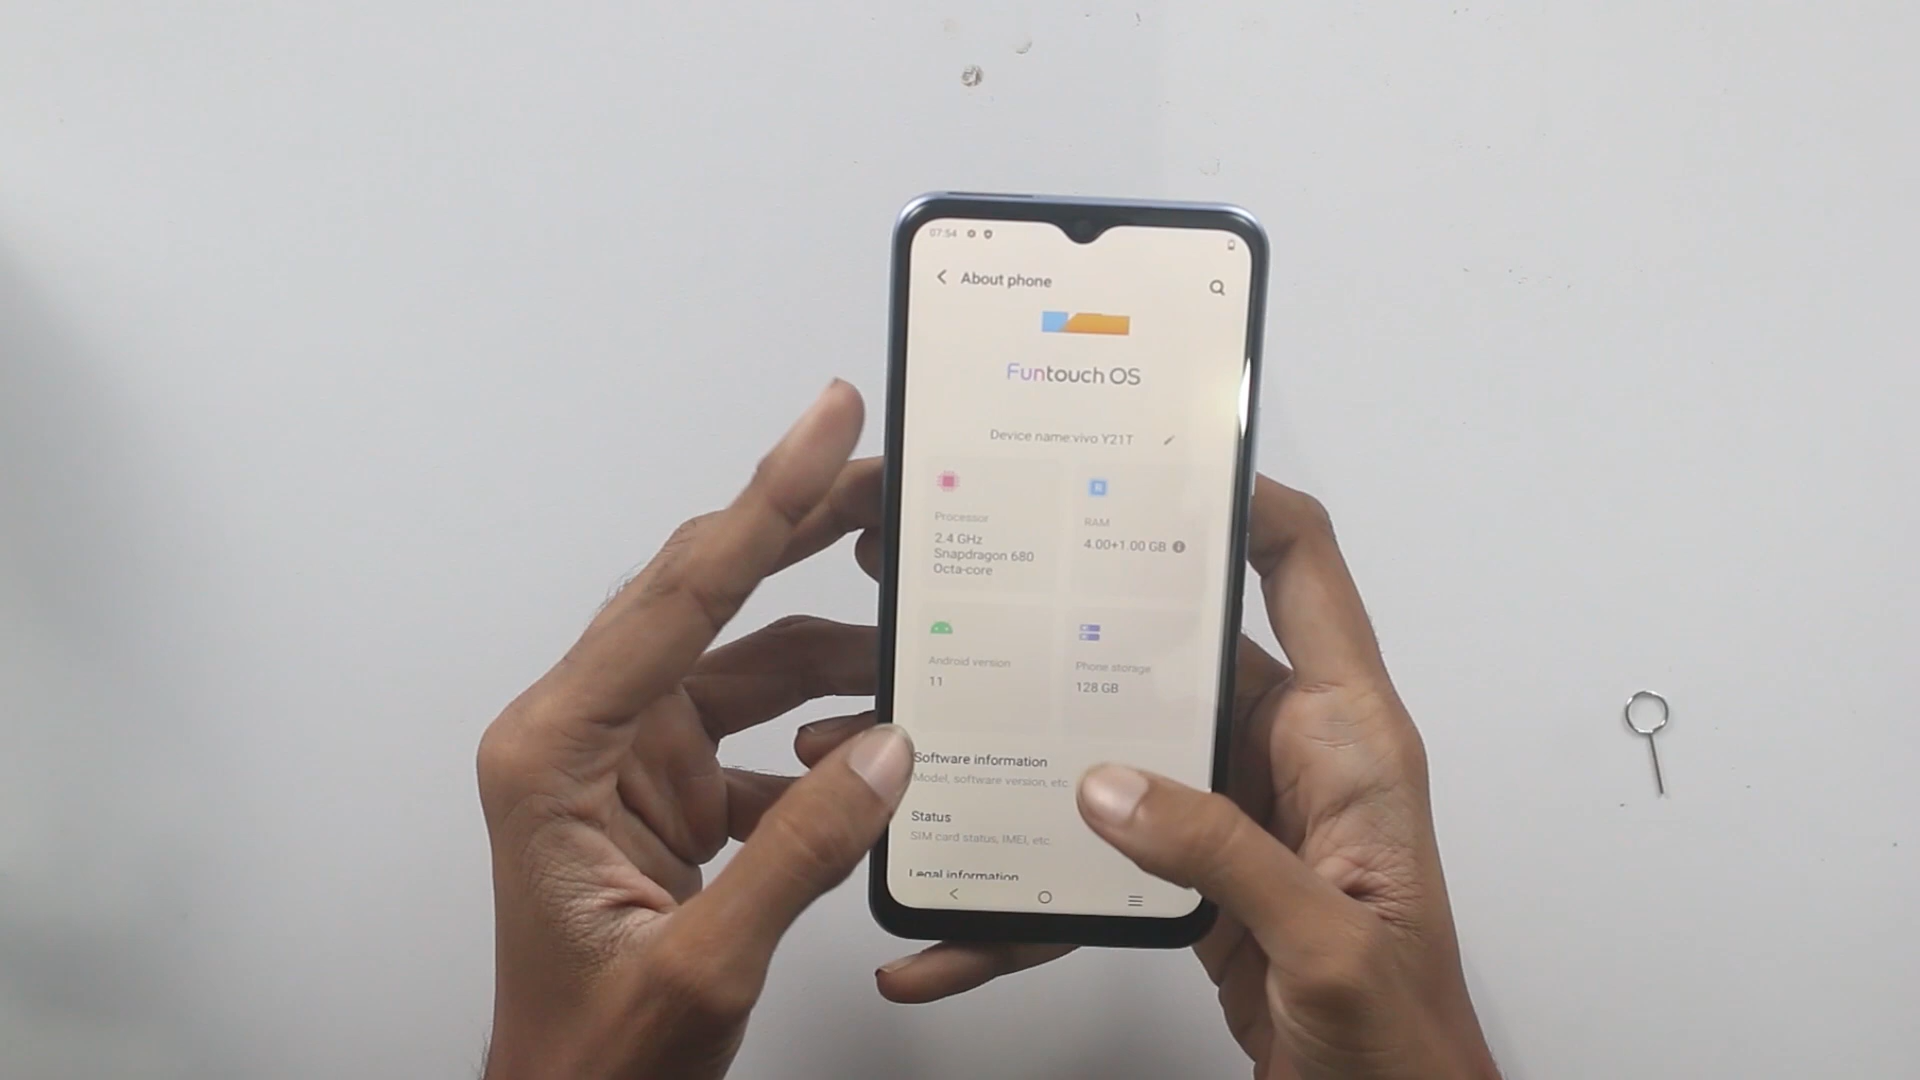 07:54
About phone
Funtouch OS
Device name:vivo Y21T
Processor
2.4 GHz
Snapdragon 680
Octa-core
R
RAM
4.00+1.00 GB
Android version
11
Phone storage
128 GB
Software information
Model, software version, etc.
Status
SIM card status, IMEI, etc.
Legal information